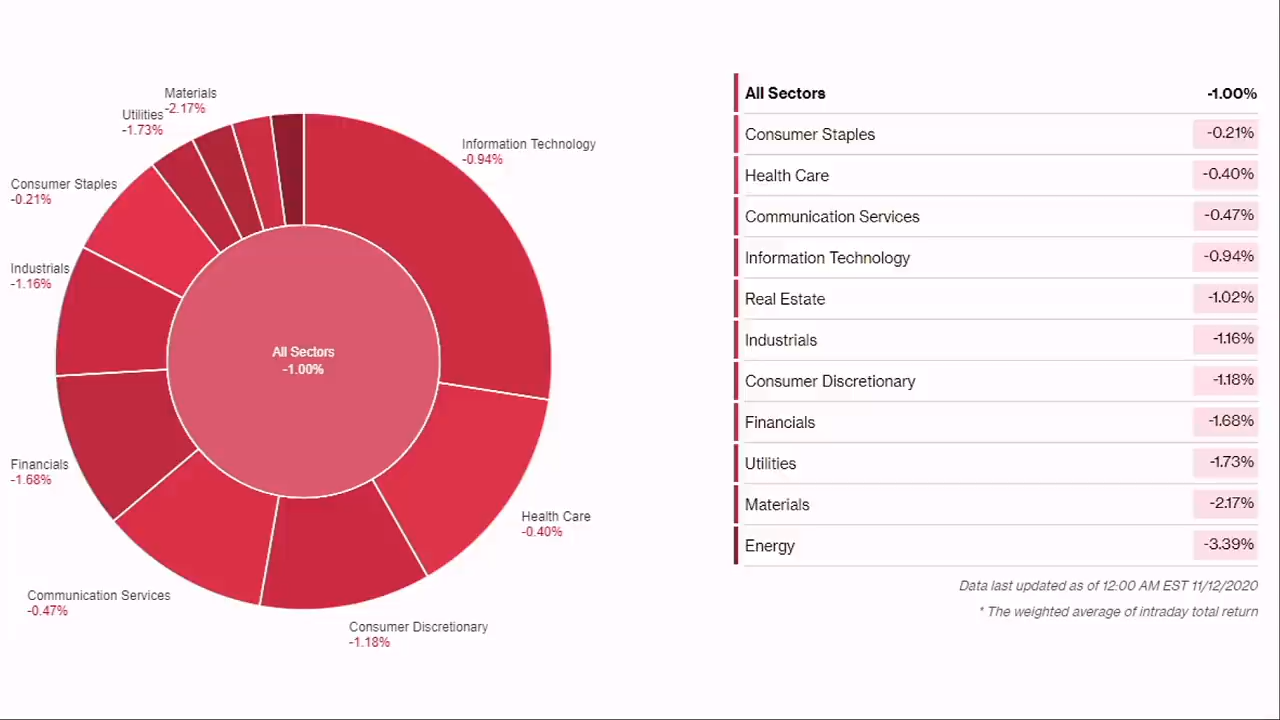 Materials
-2.17%
Utilities
-1.73%
Information Technology
-0.94%
Consumer Staples
-0.21%
Industrials
-1.16%
All Sectors
-1.00%
Financials
-1.68%
Health Care
-0.40%
Communication Services
-0.47%
Consumer Discretionary
-1.18%
All Sectors -1.00%
Consumer Staples -0.21%
Health Care -0.40%
Communication Services -0.47%
Information Technology -0.94%
Real Estate -1.02%
Industrials -1.16%
Consumer Discretionary -1.18%
Financials -1.68%
Utilities -1.73%
Materials -2.17%
Energy -3.39%
Data last updated as of 12:00 AM EST 11/12/2020
* The weighted average of intraday total return